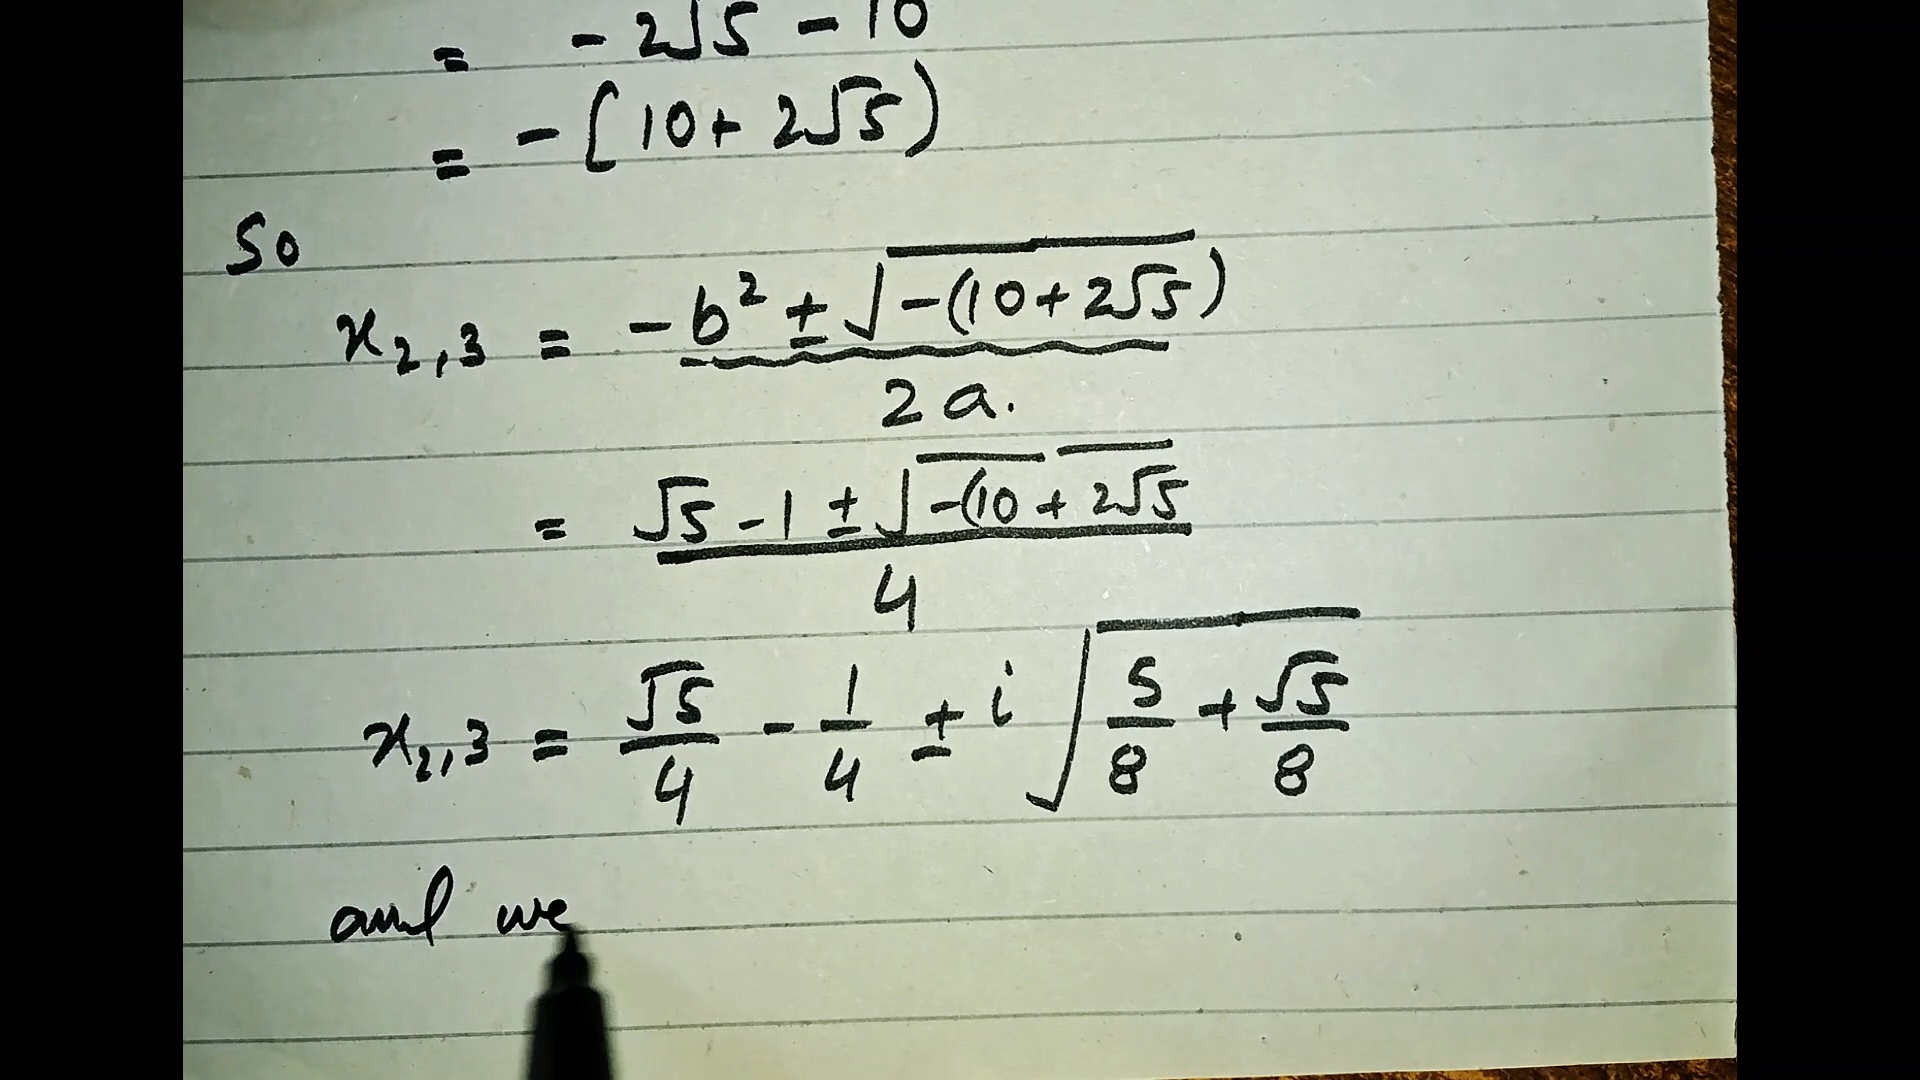 = - 2√5 - 10
= - [10 + 2√5)
So
x₂,₃ = (-b² ± √(-(10 + 2√5)))/2a.
= (√5 - 1 ± √(-(10 + 2√5))/4
x₂,₃ = √5/4 - 1/4 ± i √(5/8 + √5/8)
and we